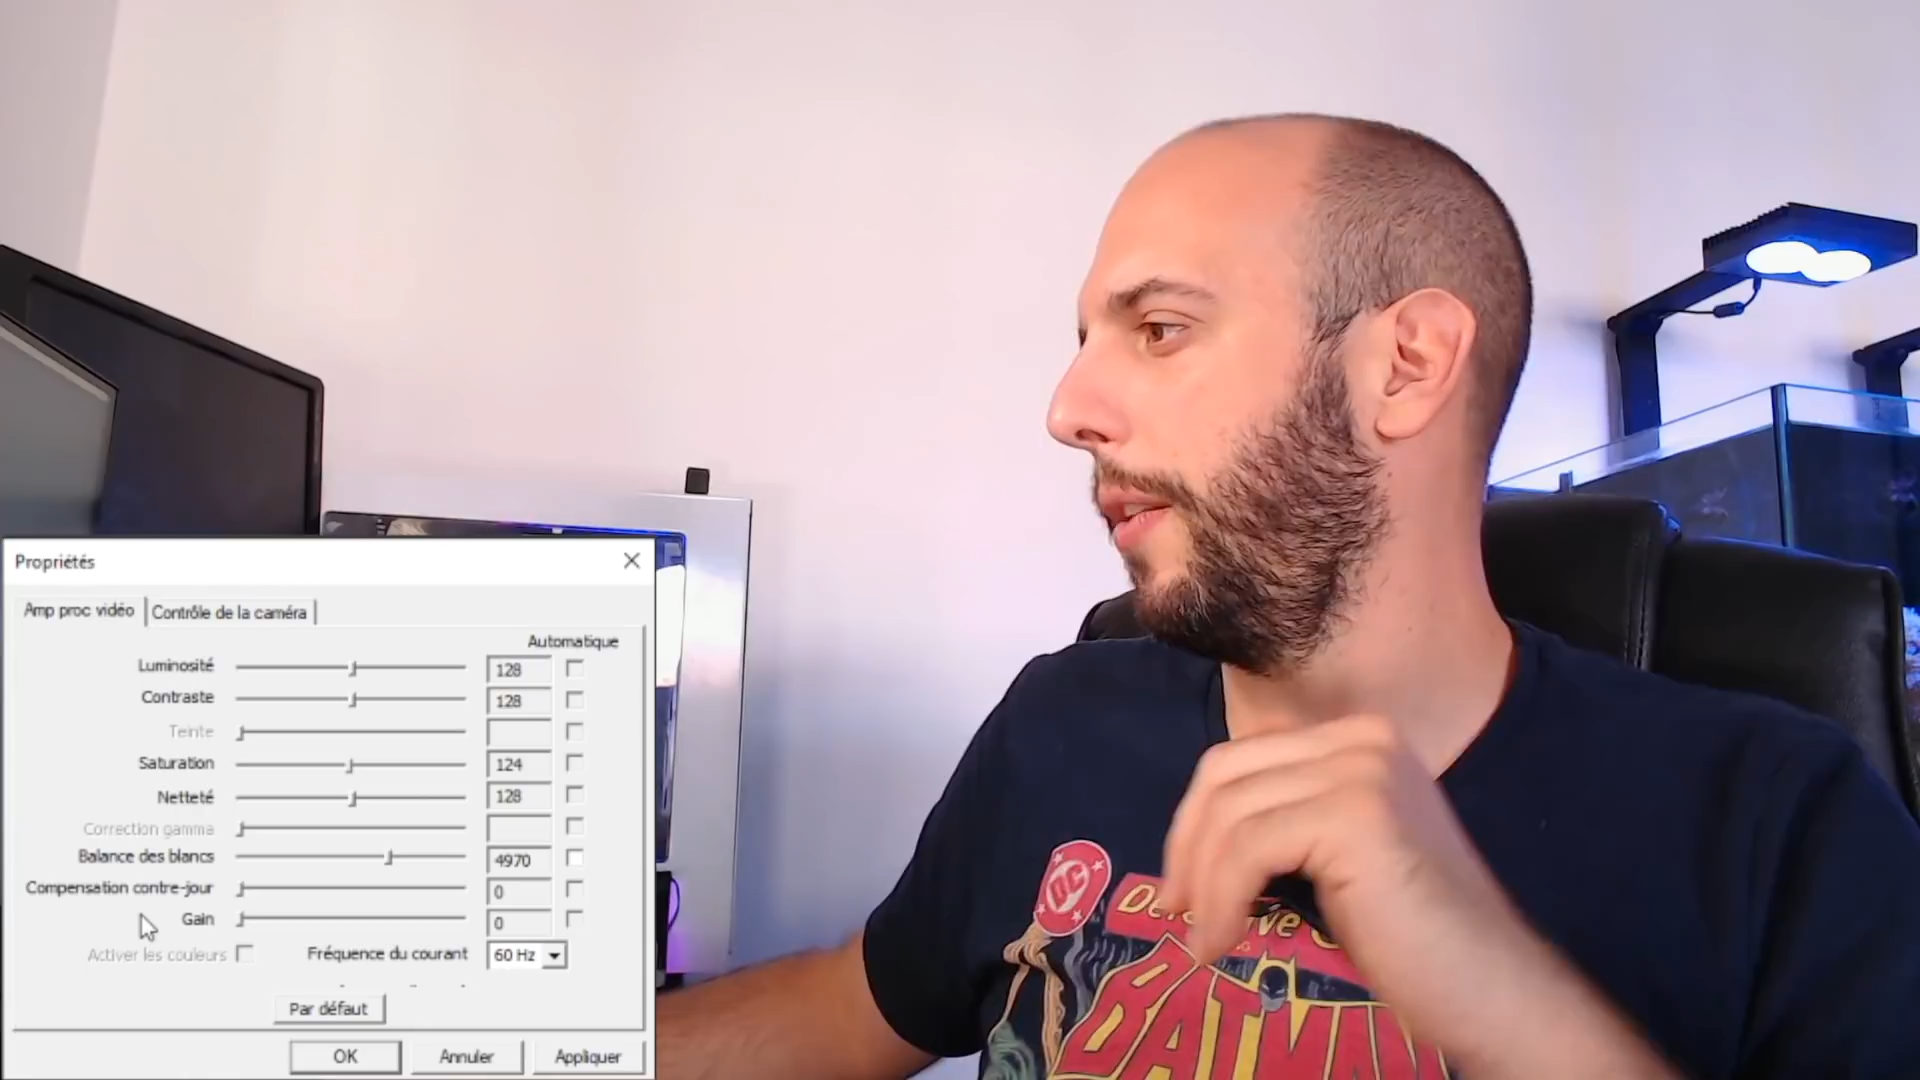 Propriétés
Amp proc vidéo
Contrôle de la caméra
Automatique
Luminosité 128
Contraste 128
Teinte
Saturation 124
Netteté 128
Correction gamma
Balance des blancs 4970
Compensation contre-jour 0
Gain 0
Activer les couleurs
Fréquence du courant 60 Hz
Par défaut
OK
Annuler
Appliquer
DC
BATMAN